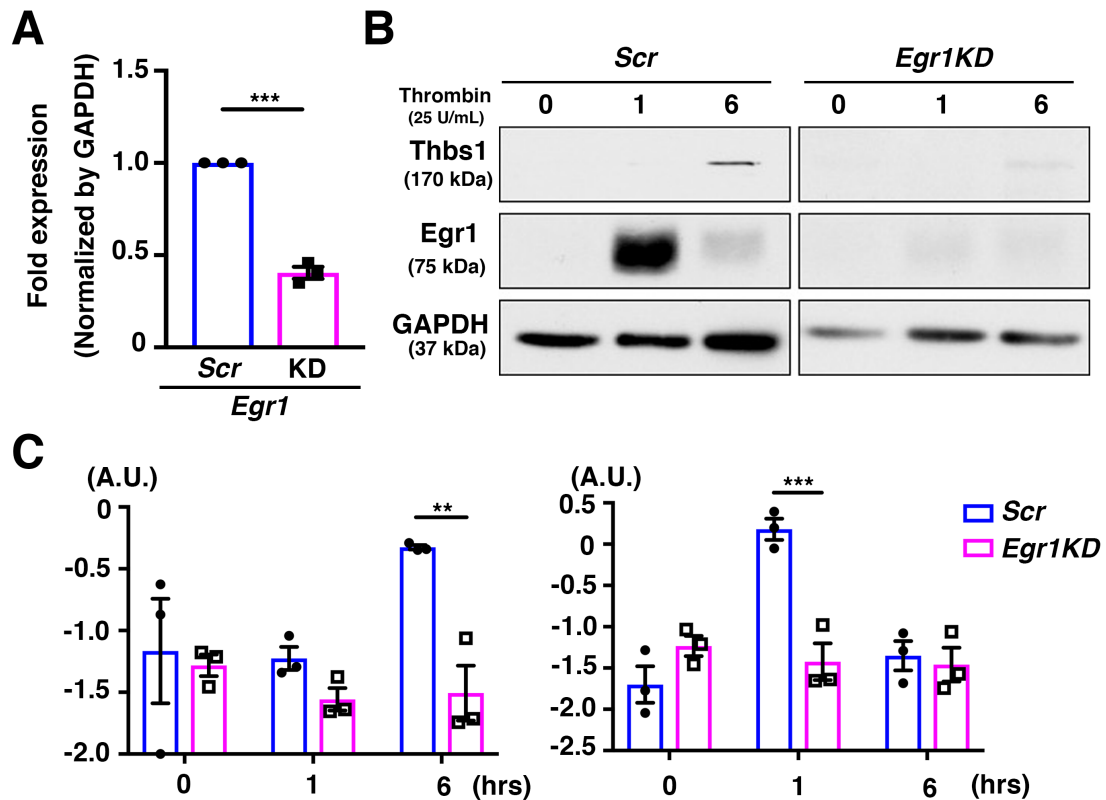 A
Fold expression
(Normalized by GAPDH)
1.5
1.0
0.5
0
***
Scr
KD
Egr1
B
Scr
Egr1KD
Thrombin
(25 U/mL)
0 1 6 0 1 6
Thbs1
(170 kDa)
Egr1
(75 kDa)
GAPDH
(37 kDa)
C
(A.U.)
0
-0.5
-1.0
-1.5
-2.0
**
0 1 6 (hrs)
(A.U.)
0.5
0
-0.5
-1.0
-1.5
-2.0
-2.5
***
0 1 6 (hrs)
Scr
Egr1KD